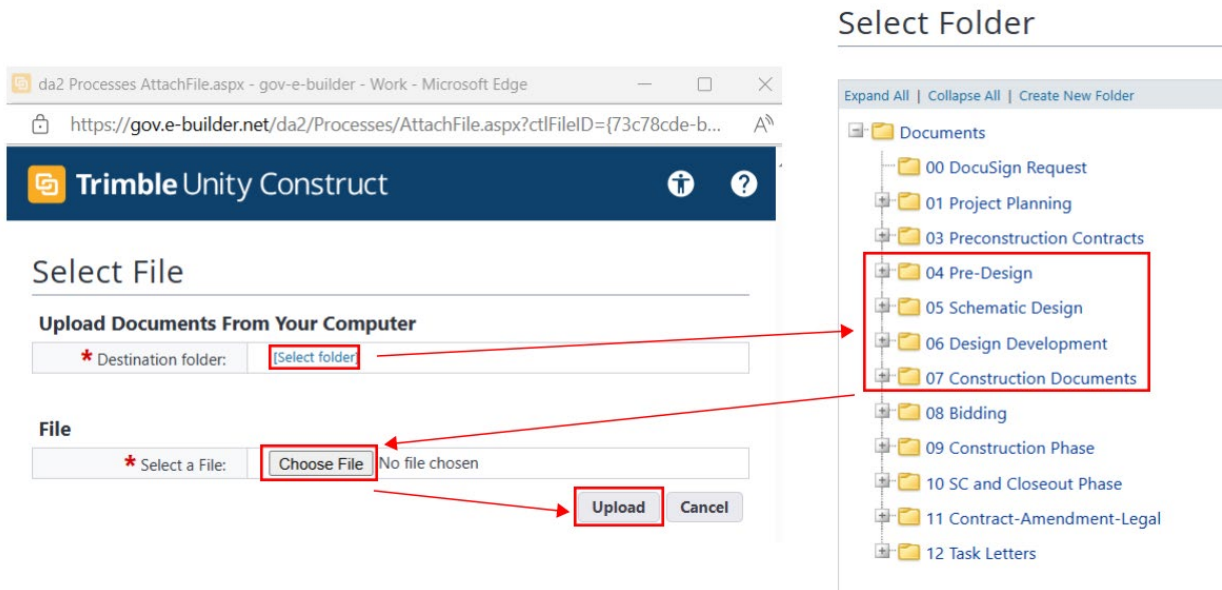 Select Folder
da2 Processes AttachFile.aspx - gov-e-builder - Work - Microsoft Edge
https://gov.e-builder.net/da2/Processes/AttachFile.aspx?ctlFileID={73c78cde-b...
Trimble Unity Construct
Select File
Upload Documents From Your Computer
* Destination folder: [Select folder]
File
* Select a File: Choose File No file chosen
Upload Cancel
Expand All | Collapse All | Create New Folder
Documents
00 DocuSign Request
01 Project Planning
03 Preconstruction Contracts
04 Pre-Design
05 Schematic Design
06 Design Development
07 Construction Documents
08 Bidding
09 Construction Phase
10 SC and Closeout Phase
11 Contract-Amendment-Legal
12 Task Letters